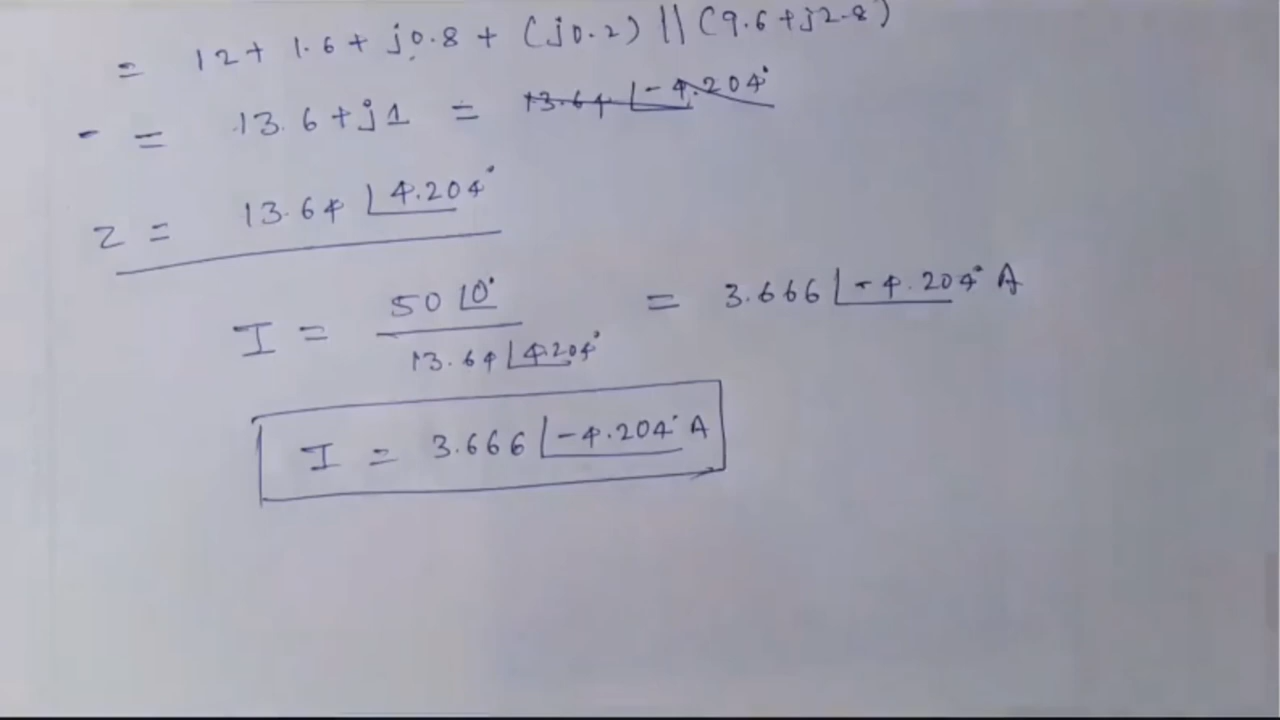 = 12 + 1.6 + j0.8 + (j0.2) || (9.6 + j2.8)
- = 13.6 + j1 = 13.64 ∠-4.204°
Z = 13.64 ∠4.204°
I = 50∠0° / 13.64∠4.204° = 3.666 ∠-4.204° A
I = 3.666 ∠-4.204° A